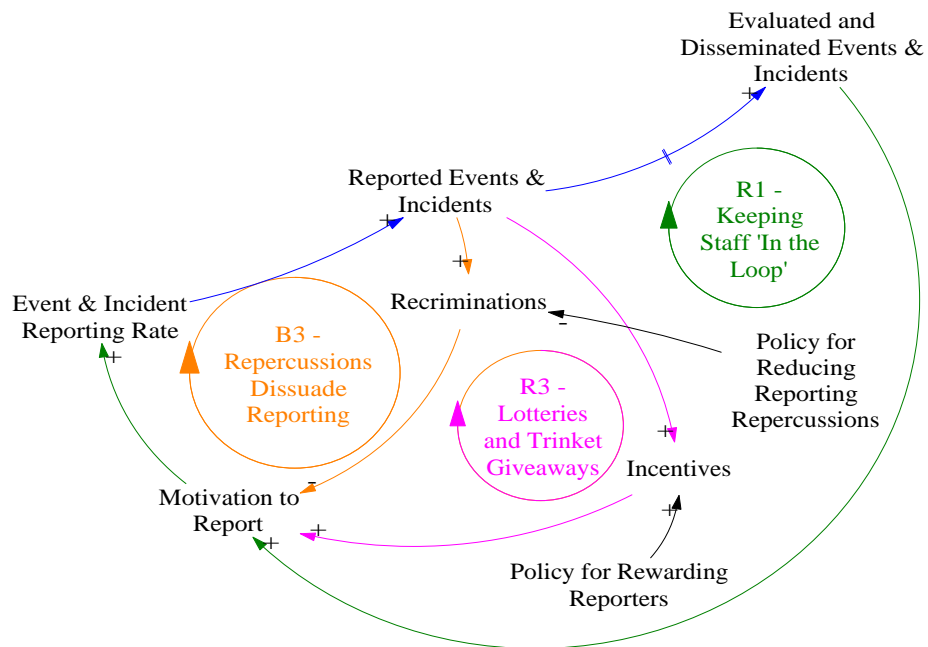 Evaluated and
Disseminated Events &
Incidents
+
Reported Events &
Incidents
R1 -
Keeping
Staff 'In the
Loop'
+
+
Event & Incident
Reporting Rate
Recriminations
-
+
B3 -
Repercussions
Dissuade
Reporting
Policy for
Reducing
Reporting
Repercussions
R3 -
Lotteries
and Trinket
Giveaways
+
Incentives
-
Motivation to
Report
+
+
+
Policy for Rewarding
Reporters